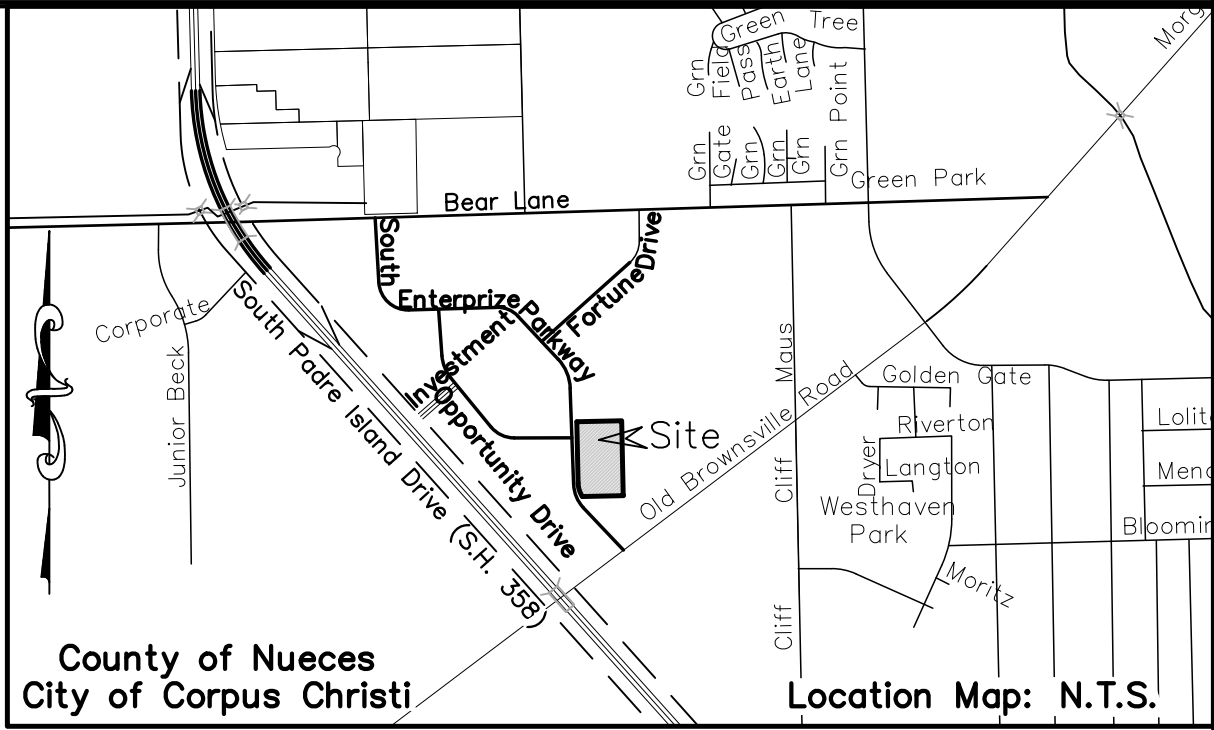 Green Tree
Morg
Grn Field
Pass
Earth
Lane
Grn Gate
Grn
Grn
Grn
Grn Point
Green Park
Bear Lane
South
Enterprize
Parkway
Fortune Drive
Investment
Opportunity Drive
Corporate
Junior Beck
South Padre Island Drive (S.H. 358)
Maus
Cliff
Cliff
Old Brownsville Road
Site
Golden Gate
Riverton
Dryer
Langton
Westhaven
Park
Moritz
Lolit
Mend
Bloomin
County of Nueces
City of Corpus Christi
Location Map: N.T.S.